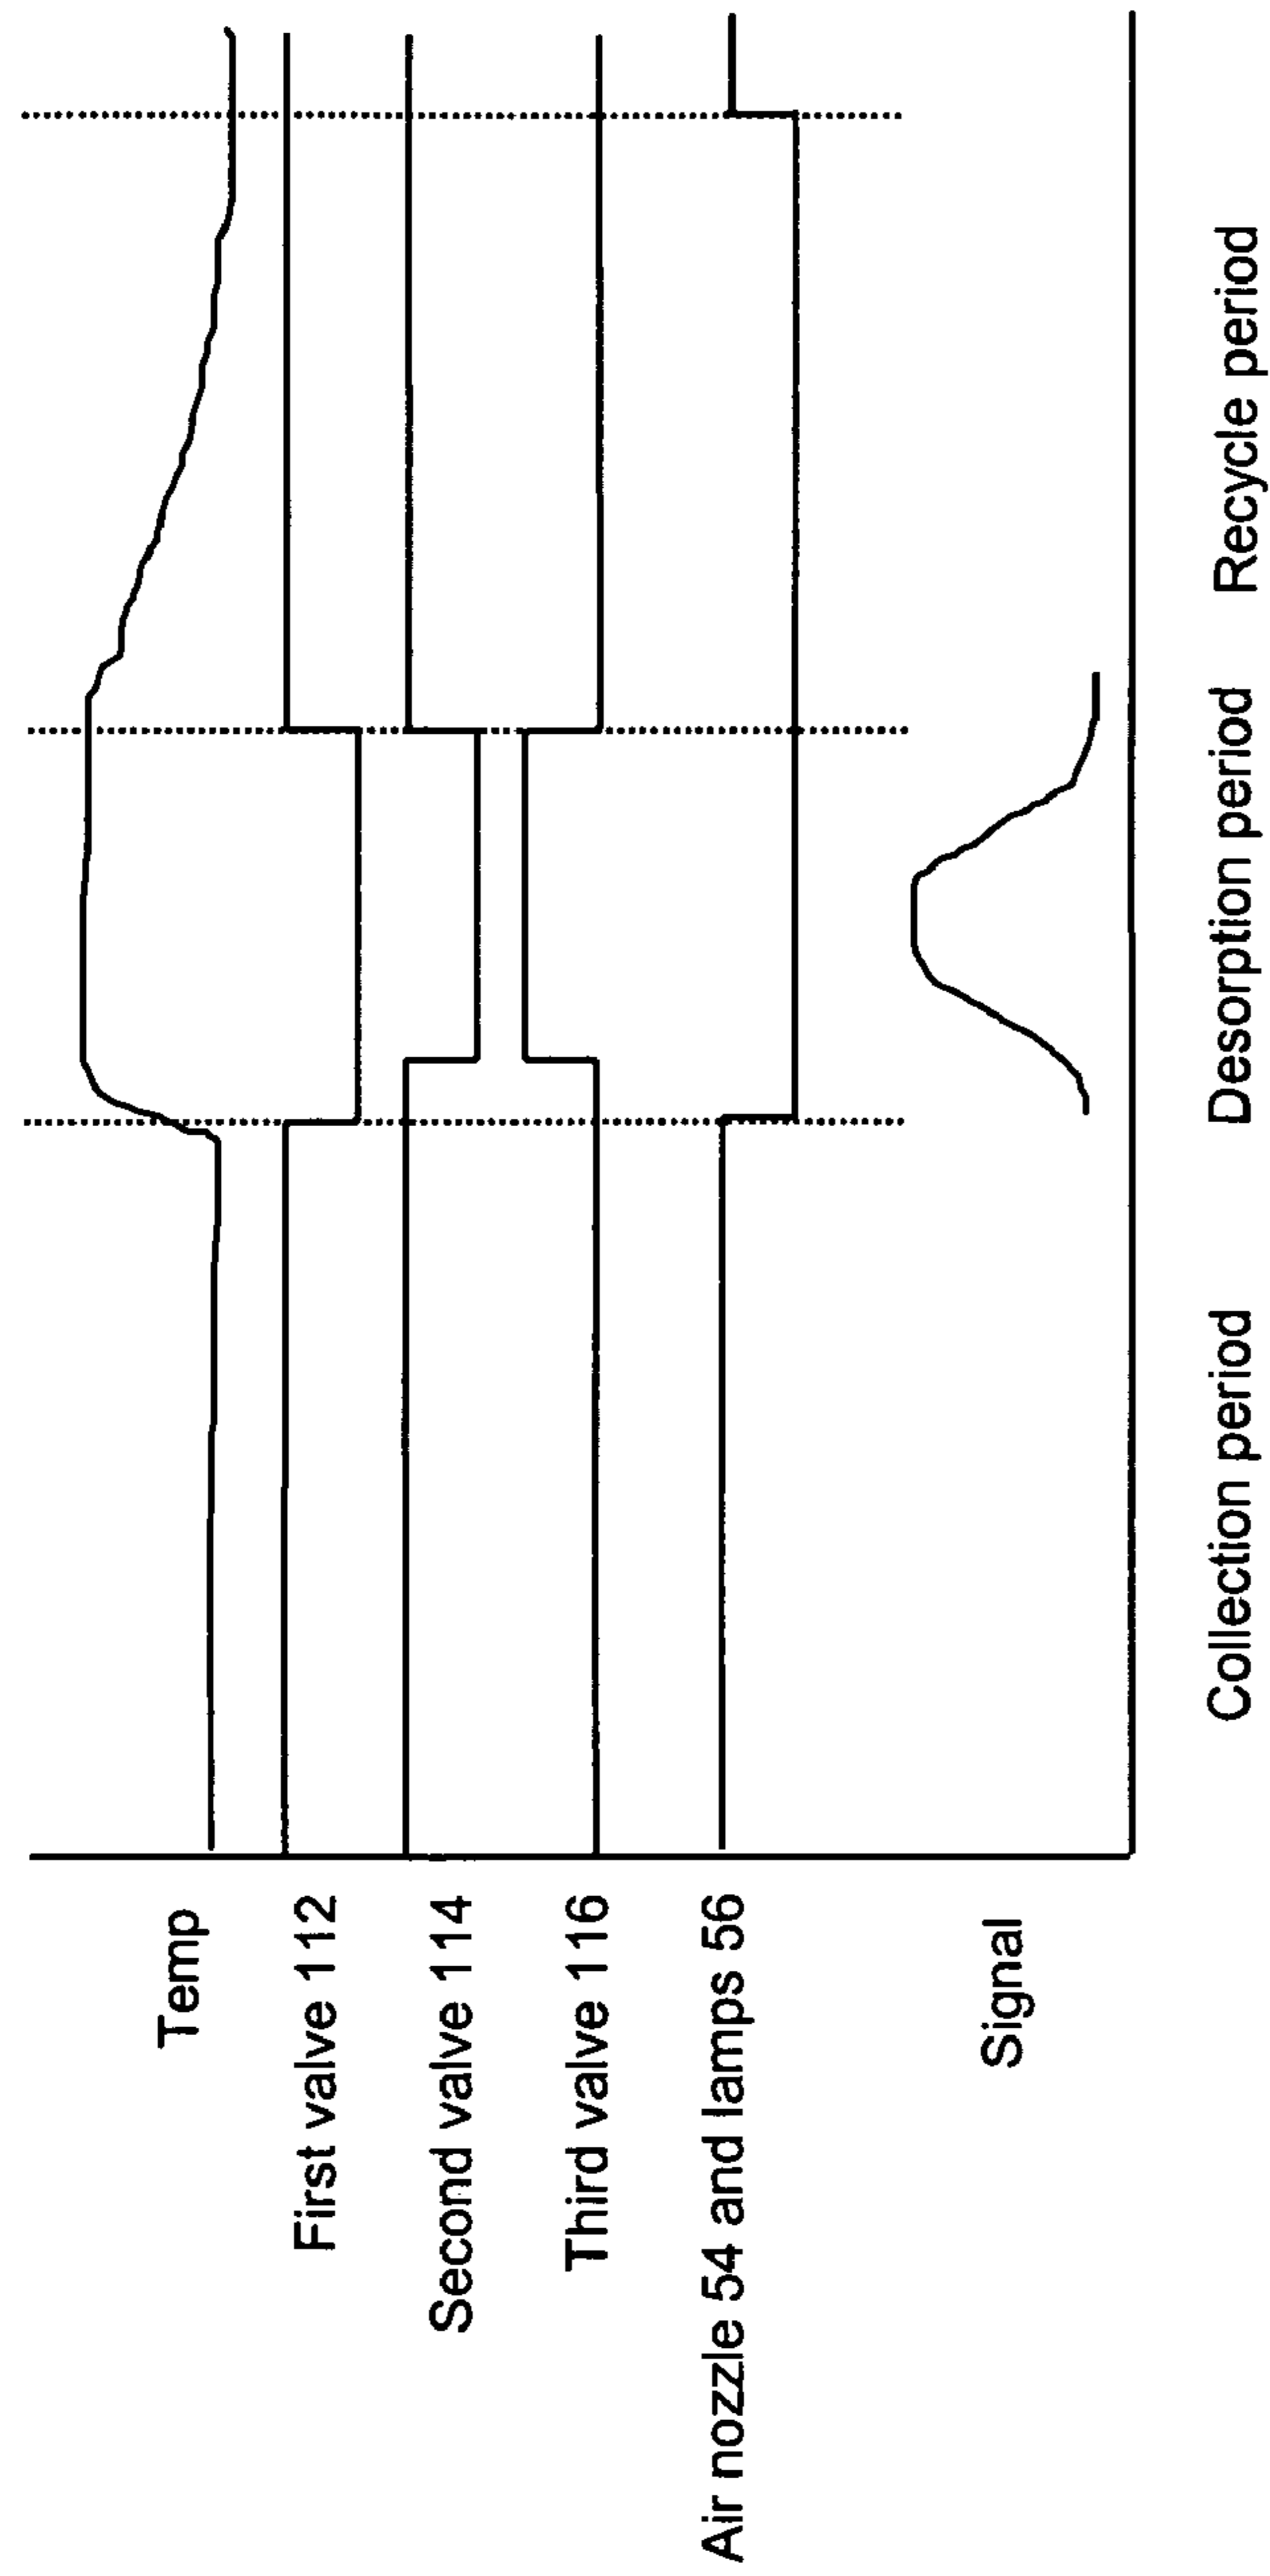 Temp
First valve 112
Second valve 114
Third valve 116
Air nozzle 54 and lamps 56
Signal
Collection period
Desorption period
Recycle period